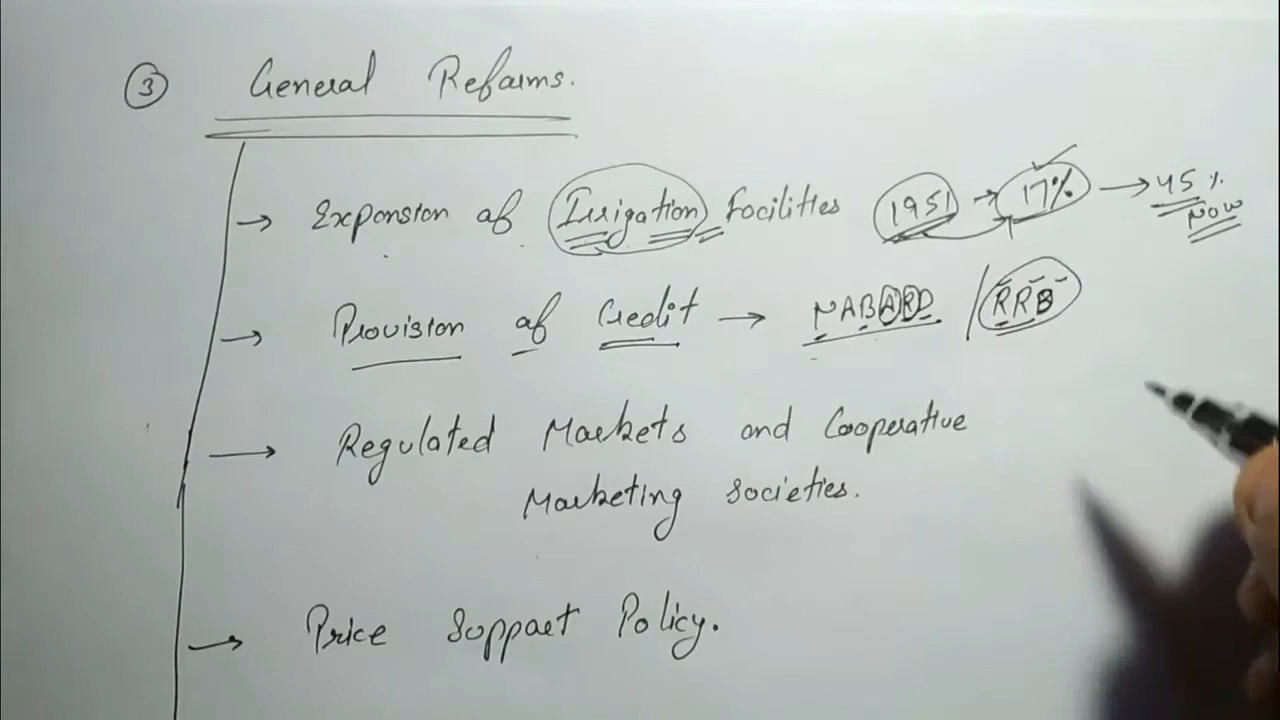 ③ General Reforms.
→ Expansion of Irrigation Facilities 1951 → 17% → 45% Now
→ Provision of Credit → NABARD / RRB
→ Regulated Markets and Cooperative
Marketing Societies.
→ Price Support Policy.